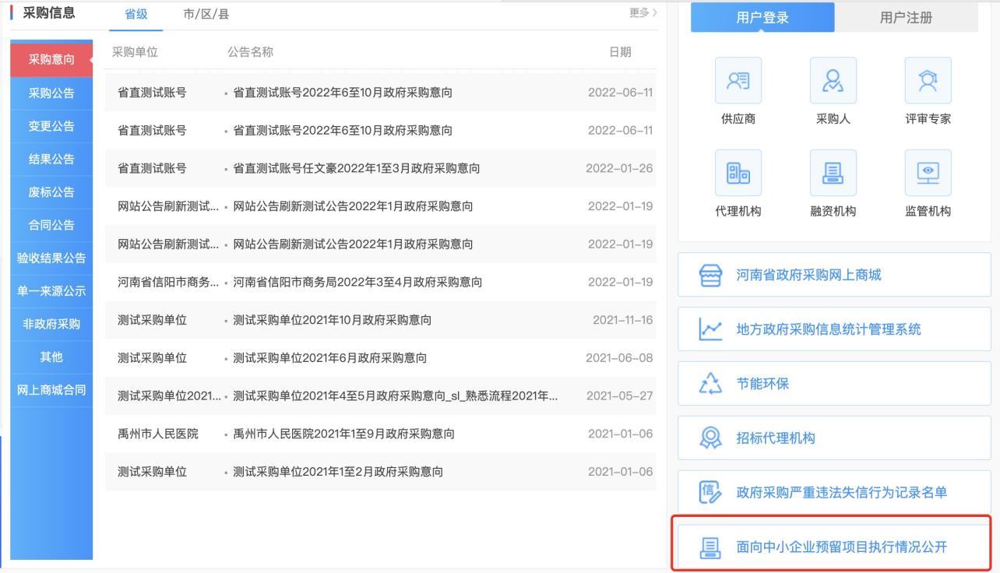 采购信息 省级 市/区/县 更多
采购意向
采购公告
变更公告
结果公告
废标公告
合同公告
验收结果公告
单一来源公示
非政府采购
其他
网上商城合同
采购单位 公告名称 日期
省直测试账号 省直测试账号2022年6至10月政府采购意向 2022-06-11
省直测试账号 省直测试账号2022年6至10月政府采购意向 2022-06-11
省直测试账号 省直测试账号任文豪2022年1至3月政府采购意向 2022-01-26
网站公告刷新测试... 网站公告刷新测试公告2022年1月政府采购意向 2022-01-19
网站公告刷新测试... 网站公告刷新测试公告2022年1月政府采购意向 2022-01-19
河南省信阳市商务... 河南省信阳市商务局2022年3至4月政府采购意向 2022-01-19
测试采购单位 测试采购单位2021年10月政府采购意向 2021-11-16
测试采购单位 测试采购单位2021年6月政府采购意向 2021-06-08
测试采购单位2021... 测试采购单位2021年4至5月政府采购意向_sl_熟悉流程2021年... 2021-05-27
禹州市人民医院 禹州市人民医院2021年1至9月政府采购意向 2021-01-06
测试采购单位 测试采购单位2021年1至2月政府采购意向 2021-01-06
用户登录 用户注册
供应商 采购人 评审专家
代理机构 融资机构 监管机构
河南省政府采购网上商城
地方政府采购信息统计管理系统
节能环保
招标代理机构
信 政府采购严重违法失信行为记录名单
面向中小企业预留项目执行情况公开